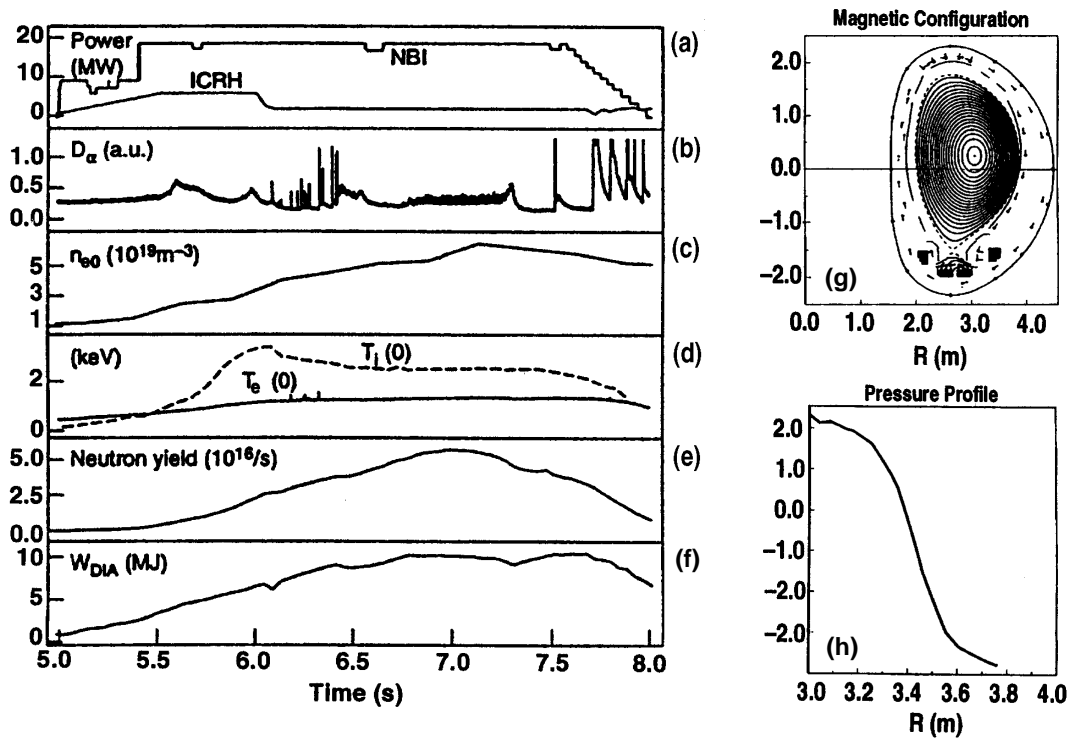 20
10
0
Power
(MW)
ICRH
NBI
(a)
1.0
0.5
0.0
Dα (a.u.)
(b)
5
3
1
ne0 (10¹⁹m⁻³)
(c)
2
0
(keV)
Ti (0)
Te (0)
(d)
5.0
2.5
0.0
Neutron yield (10¹⁶/s)
(e)
10
5
0
WDIA (MJ)
(f)
5.0 5.5 6.0 6.5 7.0 7.5 8.0
Time (s)
Magnetic Configuration
2.0
1.0
0.0
−1.0
−2.0
(g)
0.0 1.0 2.0 3.0 4.0
R (m)
Pressure Profile
2.0
1.0
0.0
−1.0
−2.0
−2.0
(h)
3.0 3.2 3.4 3.6 3.8 4.0
R (m)